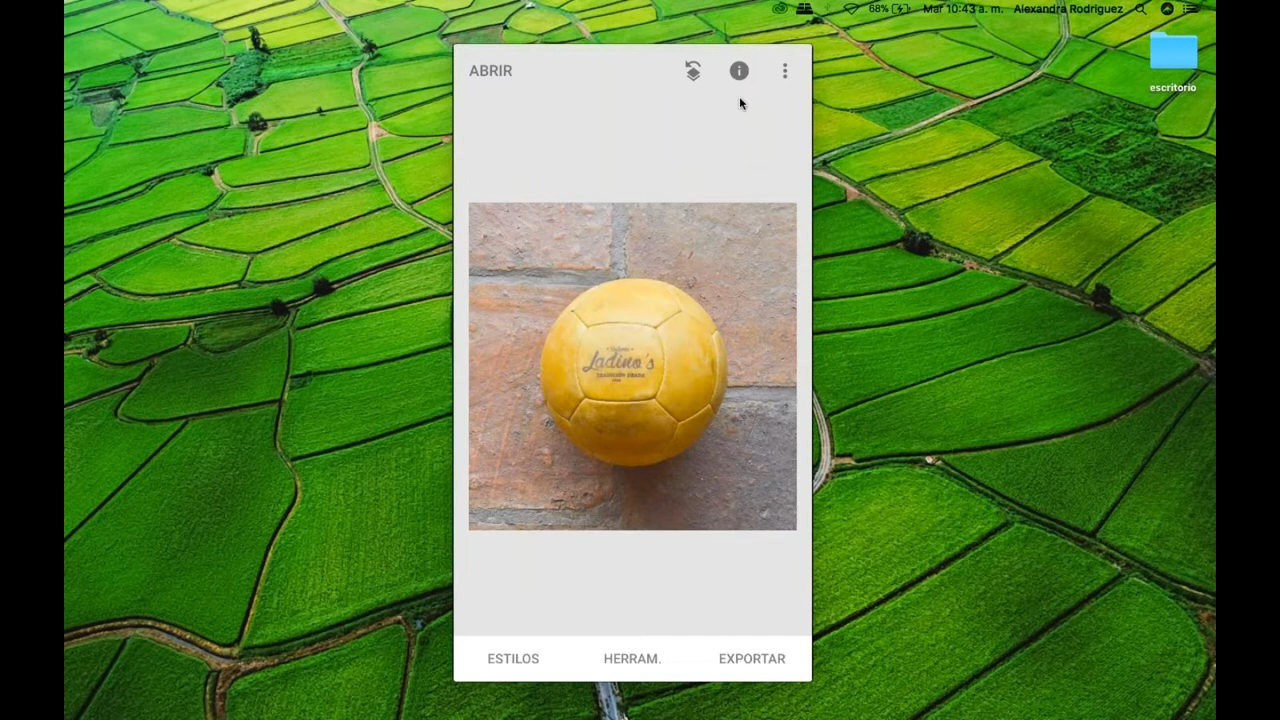 68%
Mar 10:43 a. m.
Alexandra Rodriguez
escritorio
ABRIR
Ladino's
ESTILOS
HERRAM.
EXPORTAR